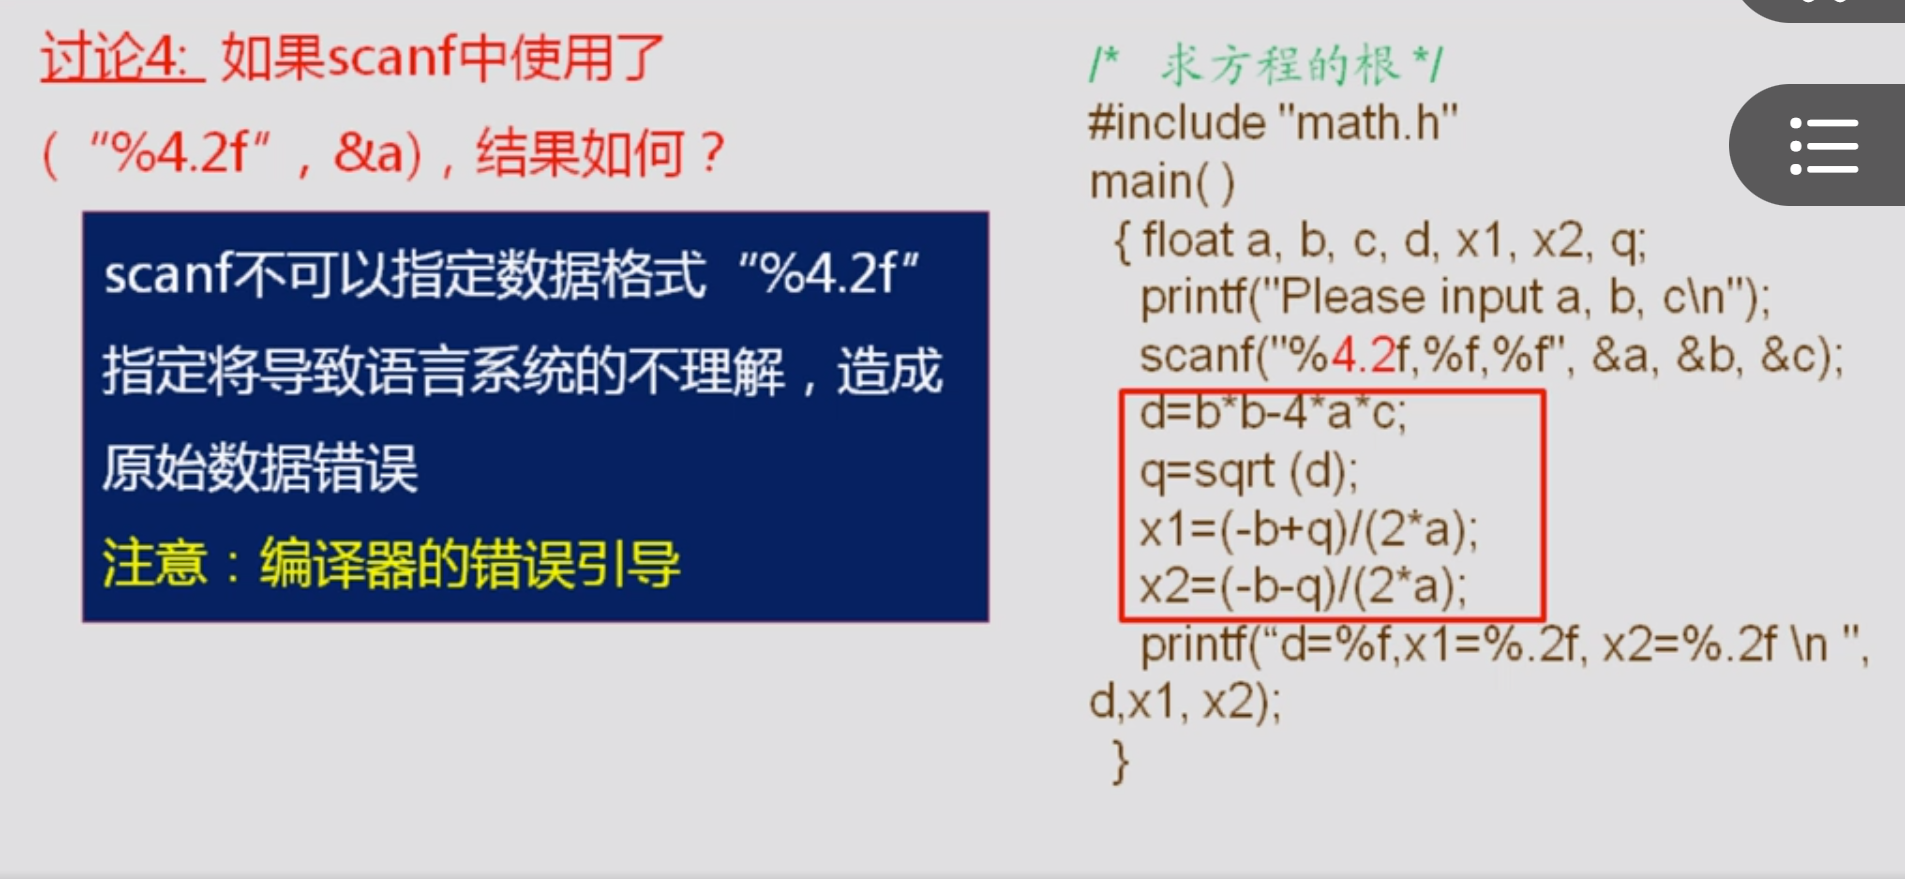 讨论4: 如果scanf中使用了
(“%4.2f“,&a),结果如何？
scanf不可以指定数据格式“%4.2f”
指定将导致语言系统的不理解，造成
原始数据错误
注意：编译器的错误引导
/* 求方程的根 */
#include "math.h"
main( )
{ float a, b, c, d, x1, x2, q;
printf("Please input a, b, c\n");
scanf("%4.2f,%f,%f", &a, &b, &c);
d=b*b-4*a*c;
q=sqrt (d);
x1=(-b+q)/(2*a);
x2=(-b-q)/(2*a);
printf(“d=%f,x1=%.2f, x2=%.2f \n ",
d,x1, x2);
}